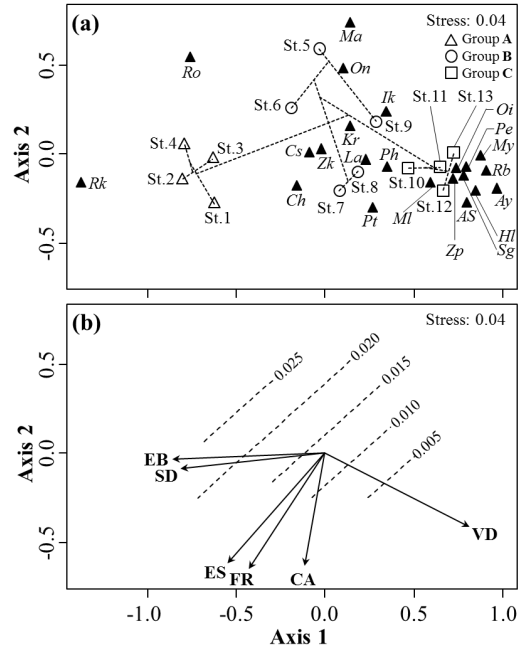 (a)
Stress: 0.04
Group A
Group B
Group C
Ma
St.5
On
Ro
St.6
Ik
St.9
St.11
St.13
Oi
Pe
My
St.4
St.3
Kr
Cs
Zk
La
Ph
St.10
Rb
Rk
St.2
St.1
Ch
St.7
St.8
Pt
Ml
St.12
AS
Ay
Hl
Sg
Zp
Axis 2
0.5
0.0
-0.5
(b)
Stress: 0.04
0.025
0.020
0.015
0.010
0.005
EB
SD
ES
FR
CA
VD
Axis 2
0.5
0.0
-0.5
-1.0
-0.5
0.0
0.5
1.0
Axis 1